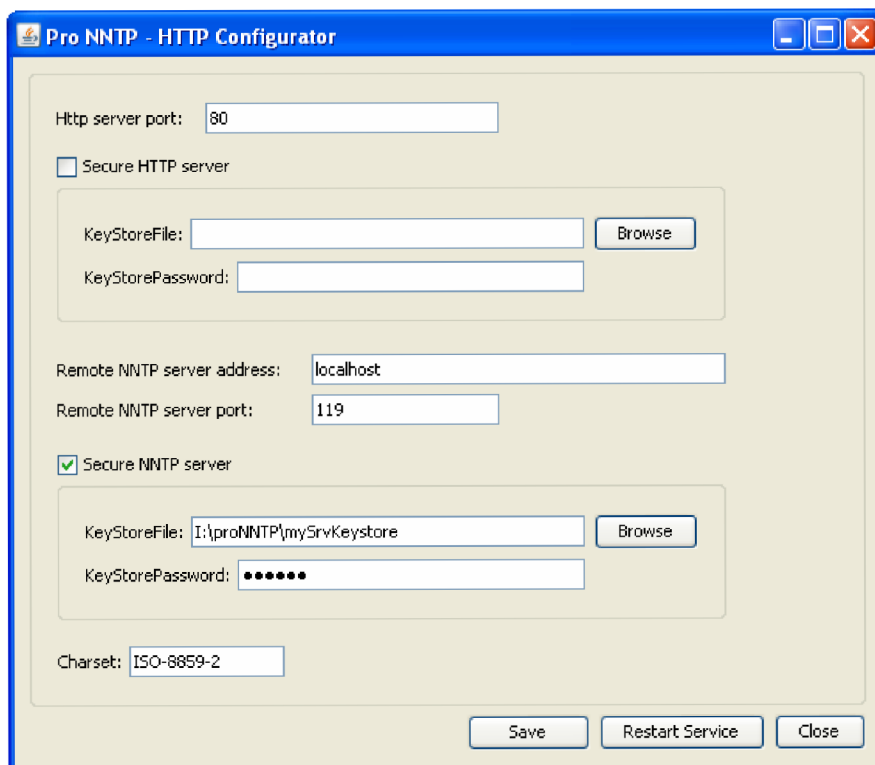 Pro NNTP - HTTP Configurator
Http server port: 80
Secure HTTP server
KeyStoreFile: Browse
KeyStorePassword:
Remote NNTP server address: localhost
Remote NNTP server port: 119
Secure NNTP server
KeyStoreFile: I:\proNNTP\mySrvKeystore Browse
KeyStorePassword: ••••••
Charset: ISO-8859-2
Save Restart Service Close